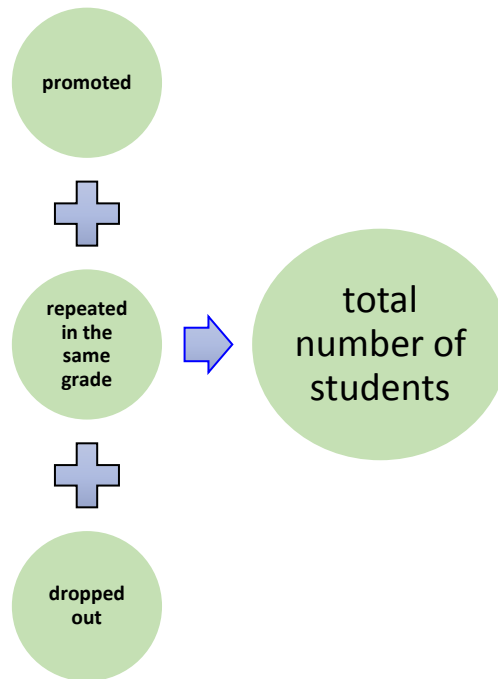 promoted
repeated
in the
same
grade
total
number of
students
dropped
out